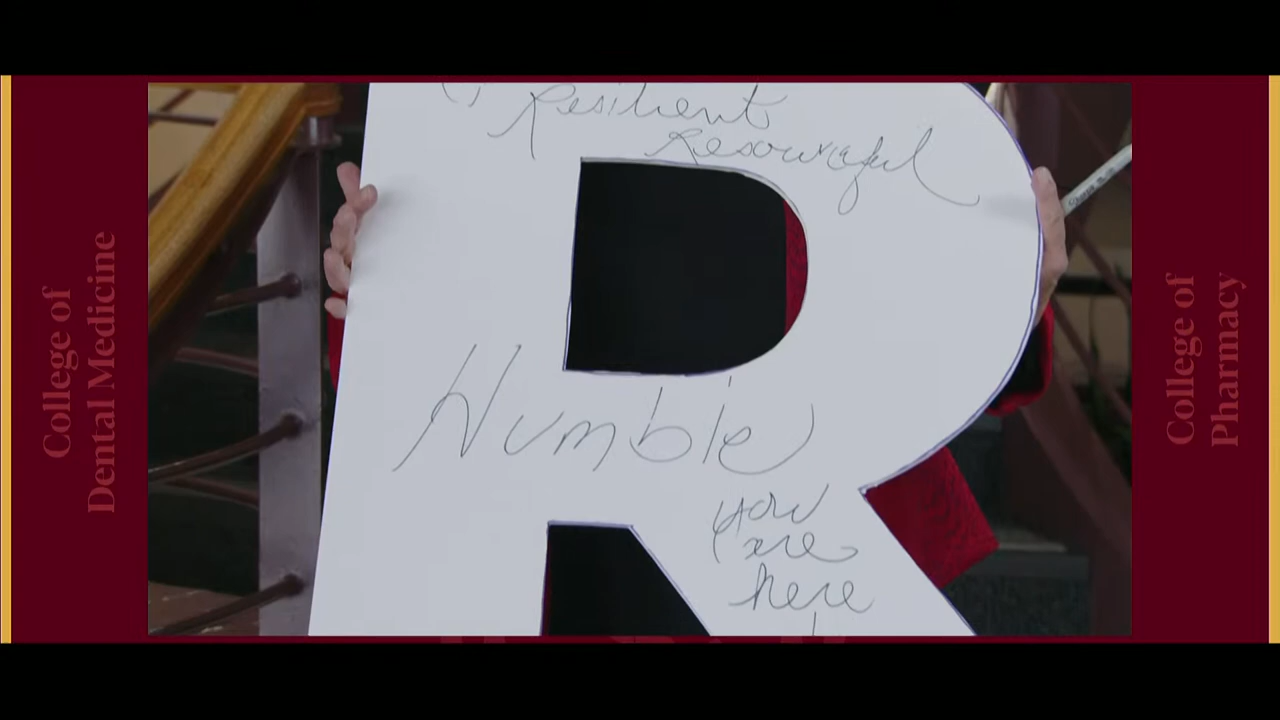 Resilient
Resourceful
Humble
you
are
here
College of
Dental Medicine
College of
Pharmacy
R